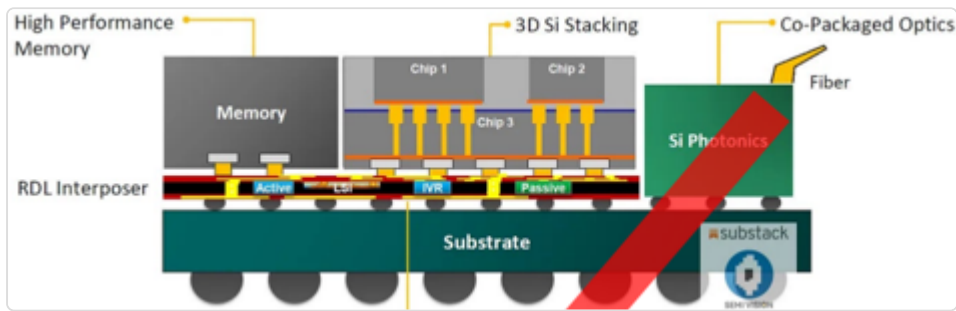 High Performance
Memory
3D Si Stacking
Co-Packaged Optics
Fiber
Chip 1
Chip 2
Memory
Chip 3
Si Photonics
RDL Interposer
Active
LSI
IVR
Passive
Substrate
substack
SEMIVISION